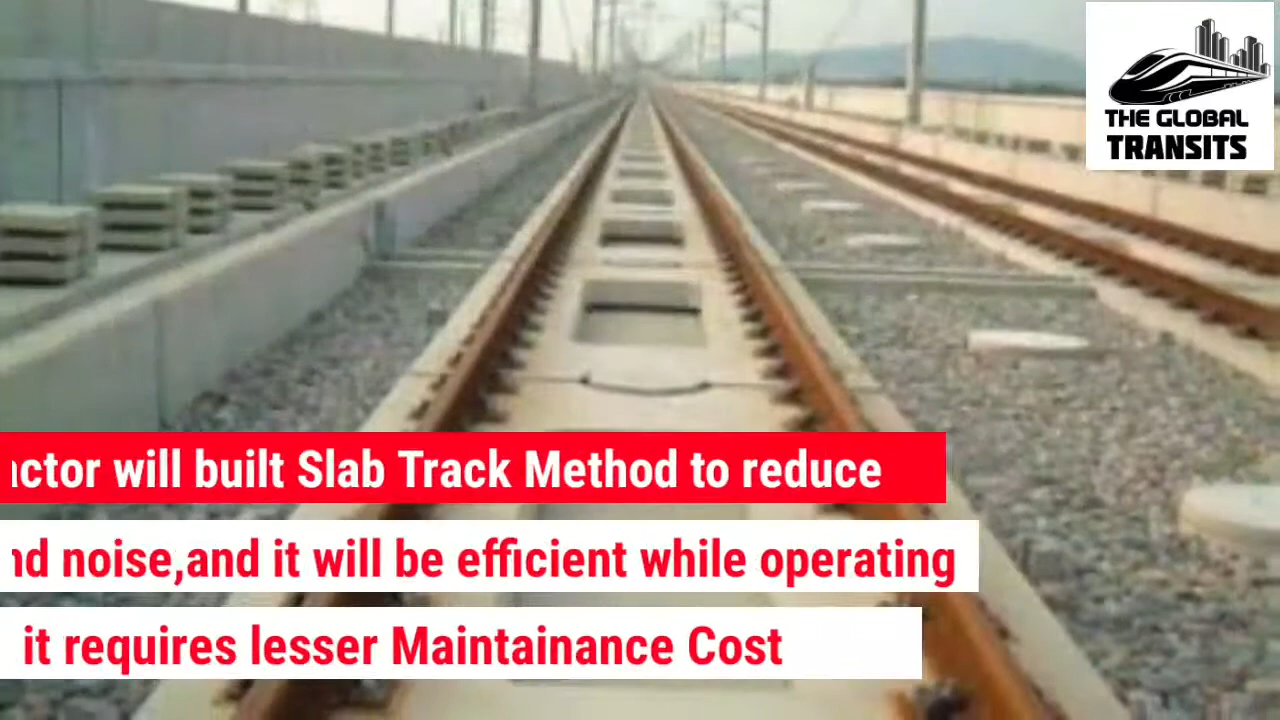 THE GLOBAL
TRANSITS
will built Slab Track Method to reduce
noise,and it will be efficient while operating
it requires lesser Maintainance Cost